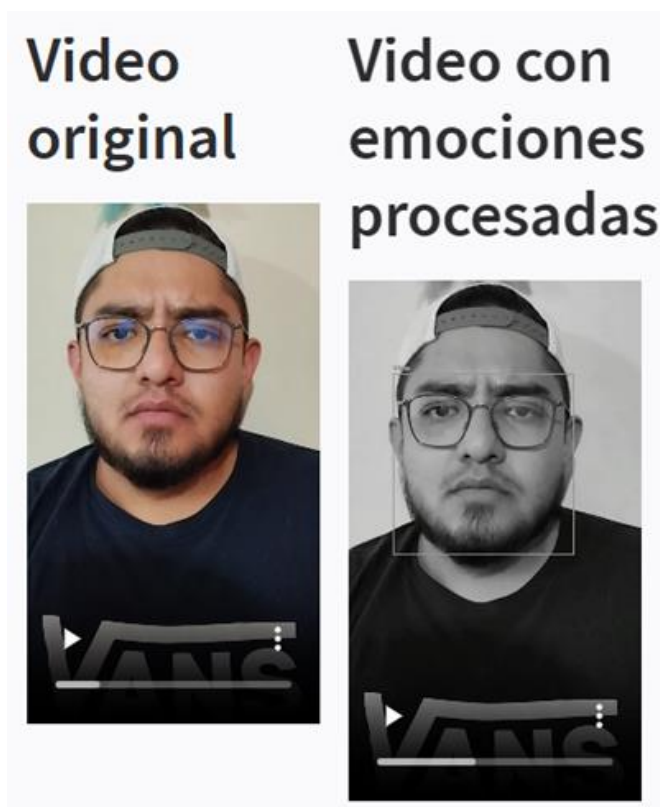 Video
original
Video con
emociones
procesadas
VANS
VANS